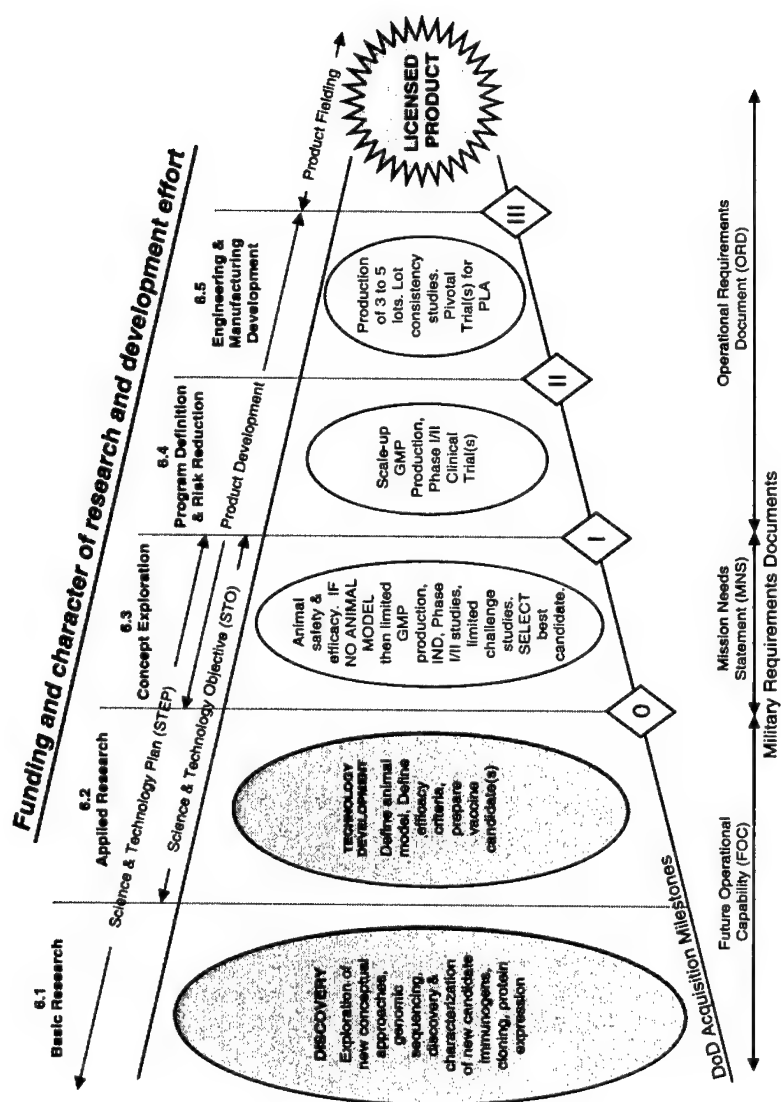 Funding and character of research and development effort
6.1
Basic Research
6.2
Applied Research
6.3
Concept Exploration
6.4
Program Definition
& Risk Reduction
6.5
Engineering &
Manufacturing
Development
Science & Technology Plan (STEP)
Science & Technology Objective (STO)
Product Development
Product Fielding
DISCOVERY
Exploration of
new conceptual
approaches,
genomic
sequencing,
discovery &
characterization
of new candidate
immunogens,
cloning, protein
expression
TECHNOLOGY
DEVELOPMENT
Define animal
model, Define
efficacy
criteria,
prepare
vaccine
candidate(s)
Animal
safety &
efficacy. IF
NO ANIMAL
MODEL
then limited
GMP
production,
IND, Phase
I/II studies,
limited
challenge
studies.
SELECT
best
candidate.
Scale-up
GMP
Production,
Phase I/II
Clinical
Trial(s)
Production
of 3 to 5
lots. Lot
consistency
studies.
Pivotal
Trial(s) for
PLA
LICENSED
PRODUCT
0
I
II
III
DoD Acquisition Milestones
Future Operational
Capability (FOC)
Mission Needs
Statement (MNS)
Operational Requirements
Document (ORD)
Military Requirements Documents